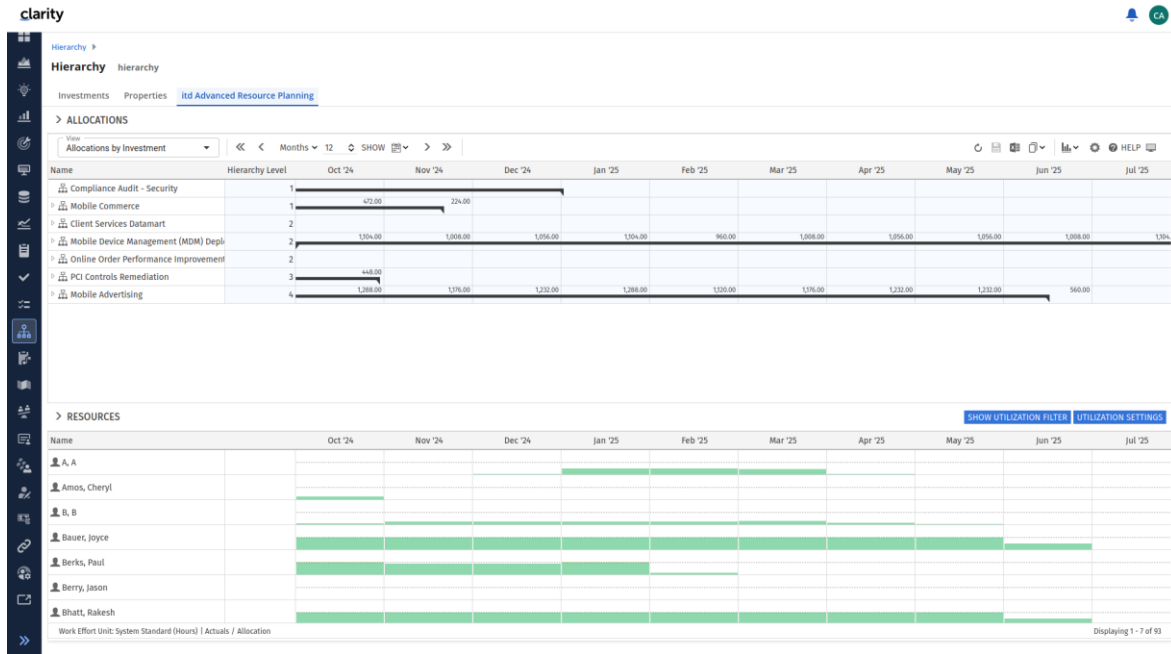 clarity
CA
Hierarchy
Hierarchy hierarchy
Investments Properties itd Advanced Resource Planning
ALLOCATIONS
View
Allocations by Investment Months 12 SHOW HELP
Name Hierarchy Level Oct '24 Nov '24 Dec '24 Jan '25 Feb '25 Mar '25 Apr '25 May '25 Jun '25 Jul '25
Compliance Audit - Security 1
Mobile Commerce 1 472.00 224.00
Client Services Datamart 2
Mobile Device Management (MDM) Depl 2 1,104.00 1,008.00 1,056.00 1,104.00 960.00 1,008.00 1,056.00 1,056.00 1,008.00 1,104.
Online Order Performance Improvement 2
PCI Controls Remediation 3 448.00
Mobile Advertising 4 1,288.00 1,176.00 1,232.00 1,288.00 1,120.00 1,176.00 1,232.00 1,232.00 560.00
RESOURCES SHOW UTILIZATION FILTER UTILIZATION SETTINGS
Name Oct '24 Nov '24 Dec '24 Jan '25 Feb '25 Mar '25 Apr '25 May '25 Jun '25 Jul '25
A, A
Amos, Cheryl
B, B
Bauer, Joyce
Berks, Paul
Berry, Jason
Bhatt, Rakesh
Work Effort Unit: System Standard (Hours) | Actuals / Allocation Displaying 1 - 7 of 93